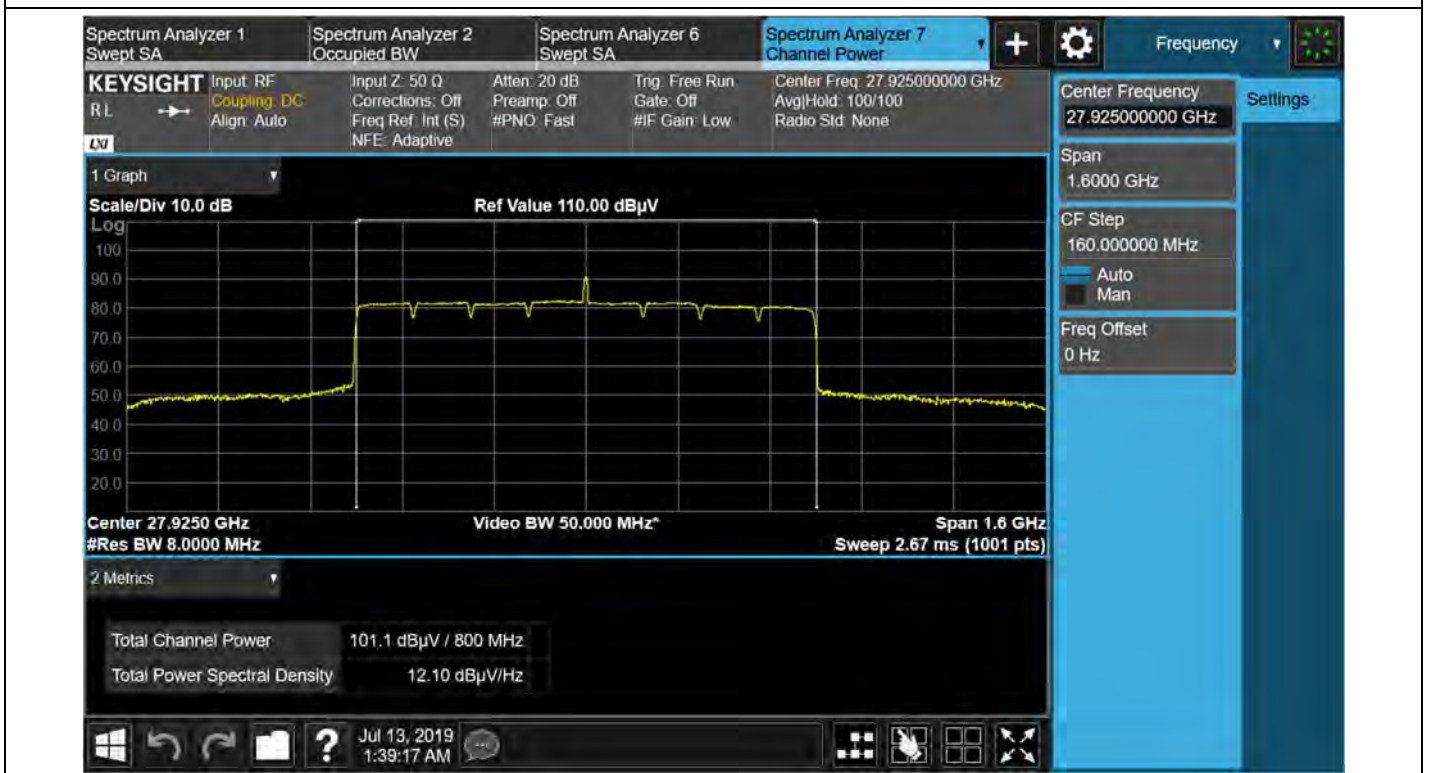 Spectrum Analyzer 1
Swept SA
Spectrum Analyzer 2
Occupied BW
Spectrum Analyzer 6
Swept SA
Spectrum Analyzer 7
Channel Power
+
Frequency
KEYSIGHT
RL
LXI
Input: RF
Coupling: DC
Align: Auto
Input Z: 50 Ω
Corrections: Off
Freq Ref: Int (S)
NFE: Adaptive
Atten: 20 dB
Preamp: Off
#PNO: Fast
Trig: Free Run
Gate: Off
#IF Gain: Low
Center Freq: 27.925000000 GHz
Avg|Hold: 100/100
Radio Std: None
Center Frequency
27.925000000 GHz
Settings
Span
1.6000 GHz
CF Step
160.000000 MHz
Auto
Man
Freq Offset
0 Hz
1 Graph
Scale/Div 10.0 dB
Ref Value 110.00 dBµV
Log
100
90.0
80.0
70.0
60.0
50.0
40.0
30.0
20.0
Center 27.9250 GHz
Video BW 50.000 MHz*
Span 1.6 GHz
#Res BW 8.0000 MHz
Sweep 2.67 ms (1001 pts)
2 Metrics
Total Channel Power
101.1 dBµV / 800 MHz
Total Power Spectral Density
12.10 dBµV/Hz
?
Jul 13, 2019
1:39:17 AM